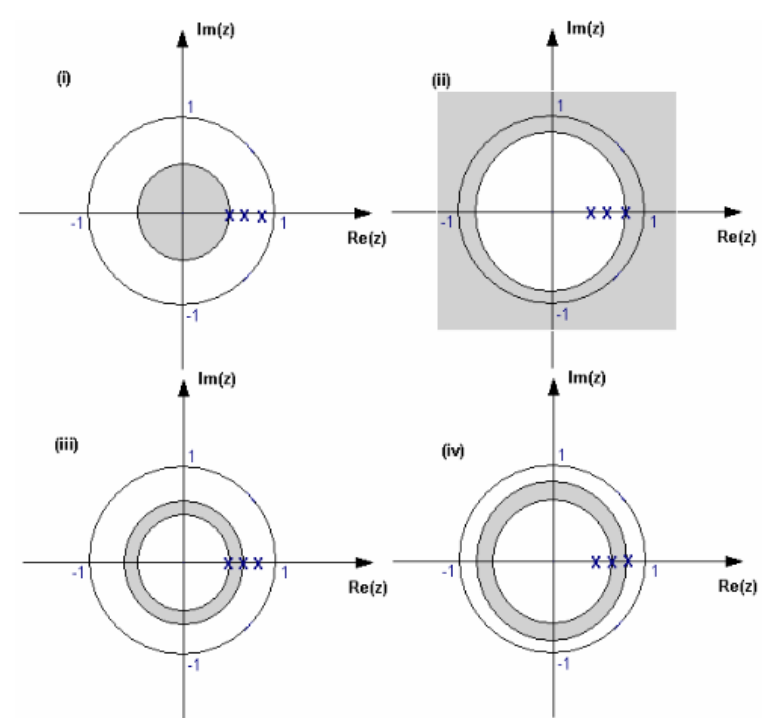 Im(z)
(i)
1
-1
1
Re(z)
-1
Im(z)
(ii)
1
-1
1
Re(z)
-1
Im(z)
(iii)
1
-1
1
Re(z)
-1
Im(z)
(iv)
1
-1
1
Re(z)
-1